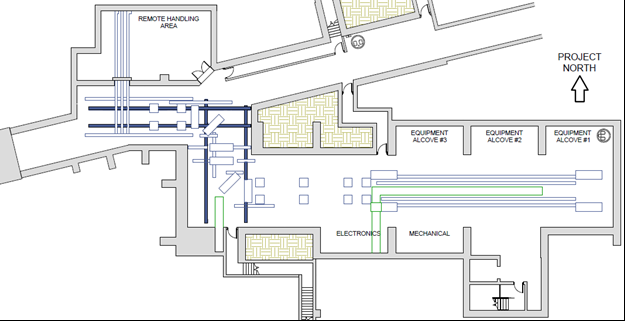 REMOTE HANDLING
AREA
PROJECT
NORTH
EQUIPMENT
ALCOVE #3
EQUIPMENT
ALCOVE #2
EQUIPMENT
ALCOVE #1
ELECTRONICS
MECHANICAL